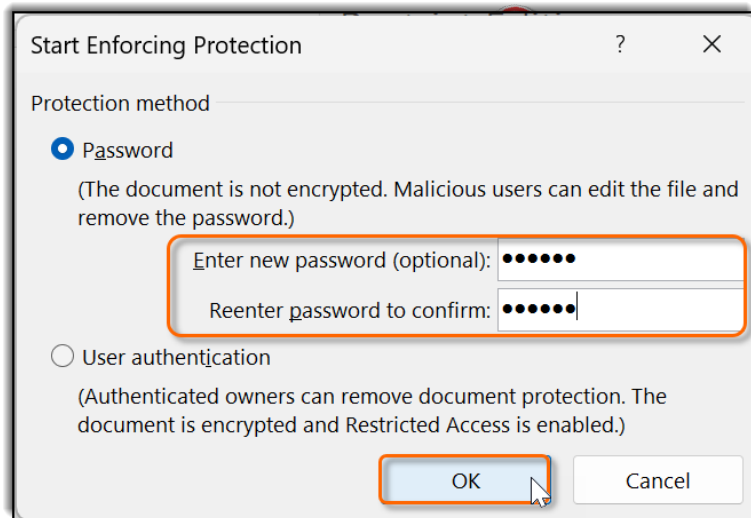 Start Enforcing Protection
Protection method
Password
(The document is not encrypted. Malicious users can edit the file and
remove the password.)
Enter new password (optional): ●●●●●●
Reenter password to confirm: ●●●●●●
User authentication
(Authenticated owners can remove document protection. The
document is encrypted and Restricted Access is enabled.)
OK Cancel